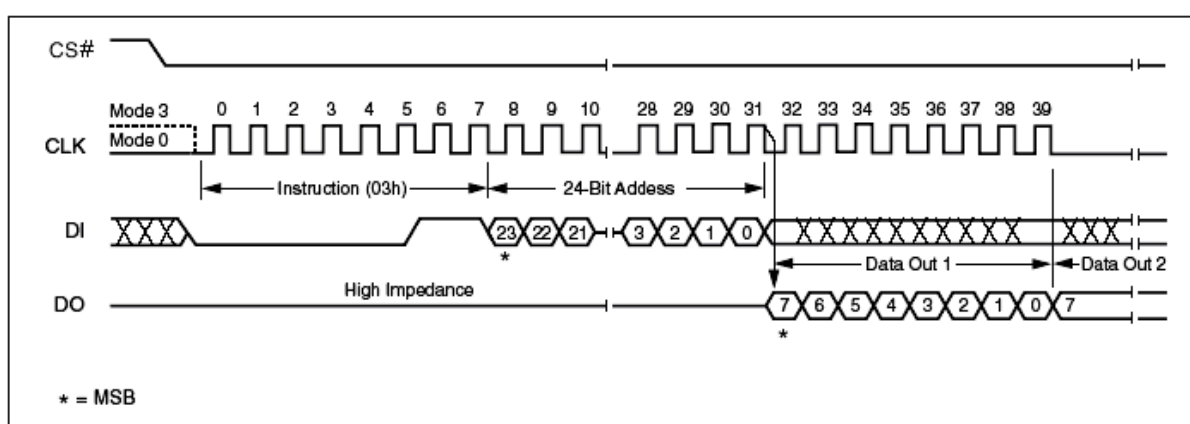 CS#
Mode 3 0 1 2 3 4 5 6 7 8 9 10 28 29 30 31 32 33 34 35 36 37 38 39
CLK Mode 0
Instruction (03h) 24-Bit Addess
DI 23 22 21 3 2 1 0
* Data Out 1 Data Out 2
High Impedance
DO 7 6 5 4 3 2 1 0 7
*
* = MSB